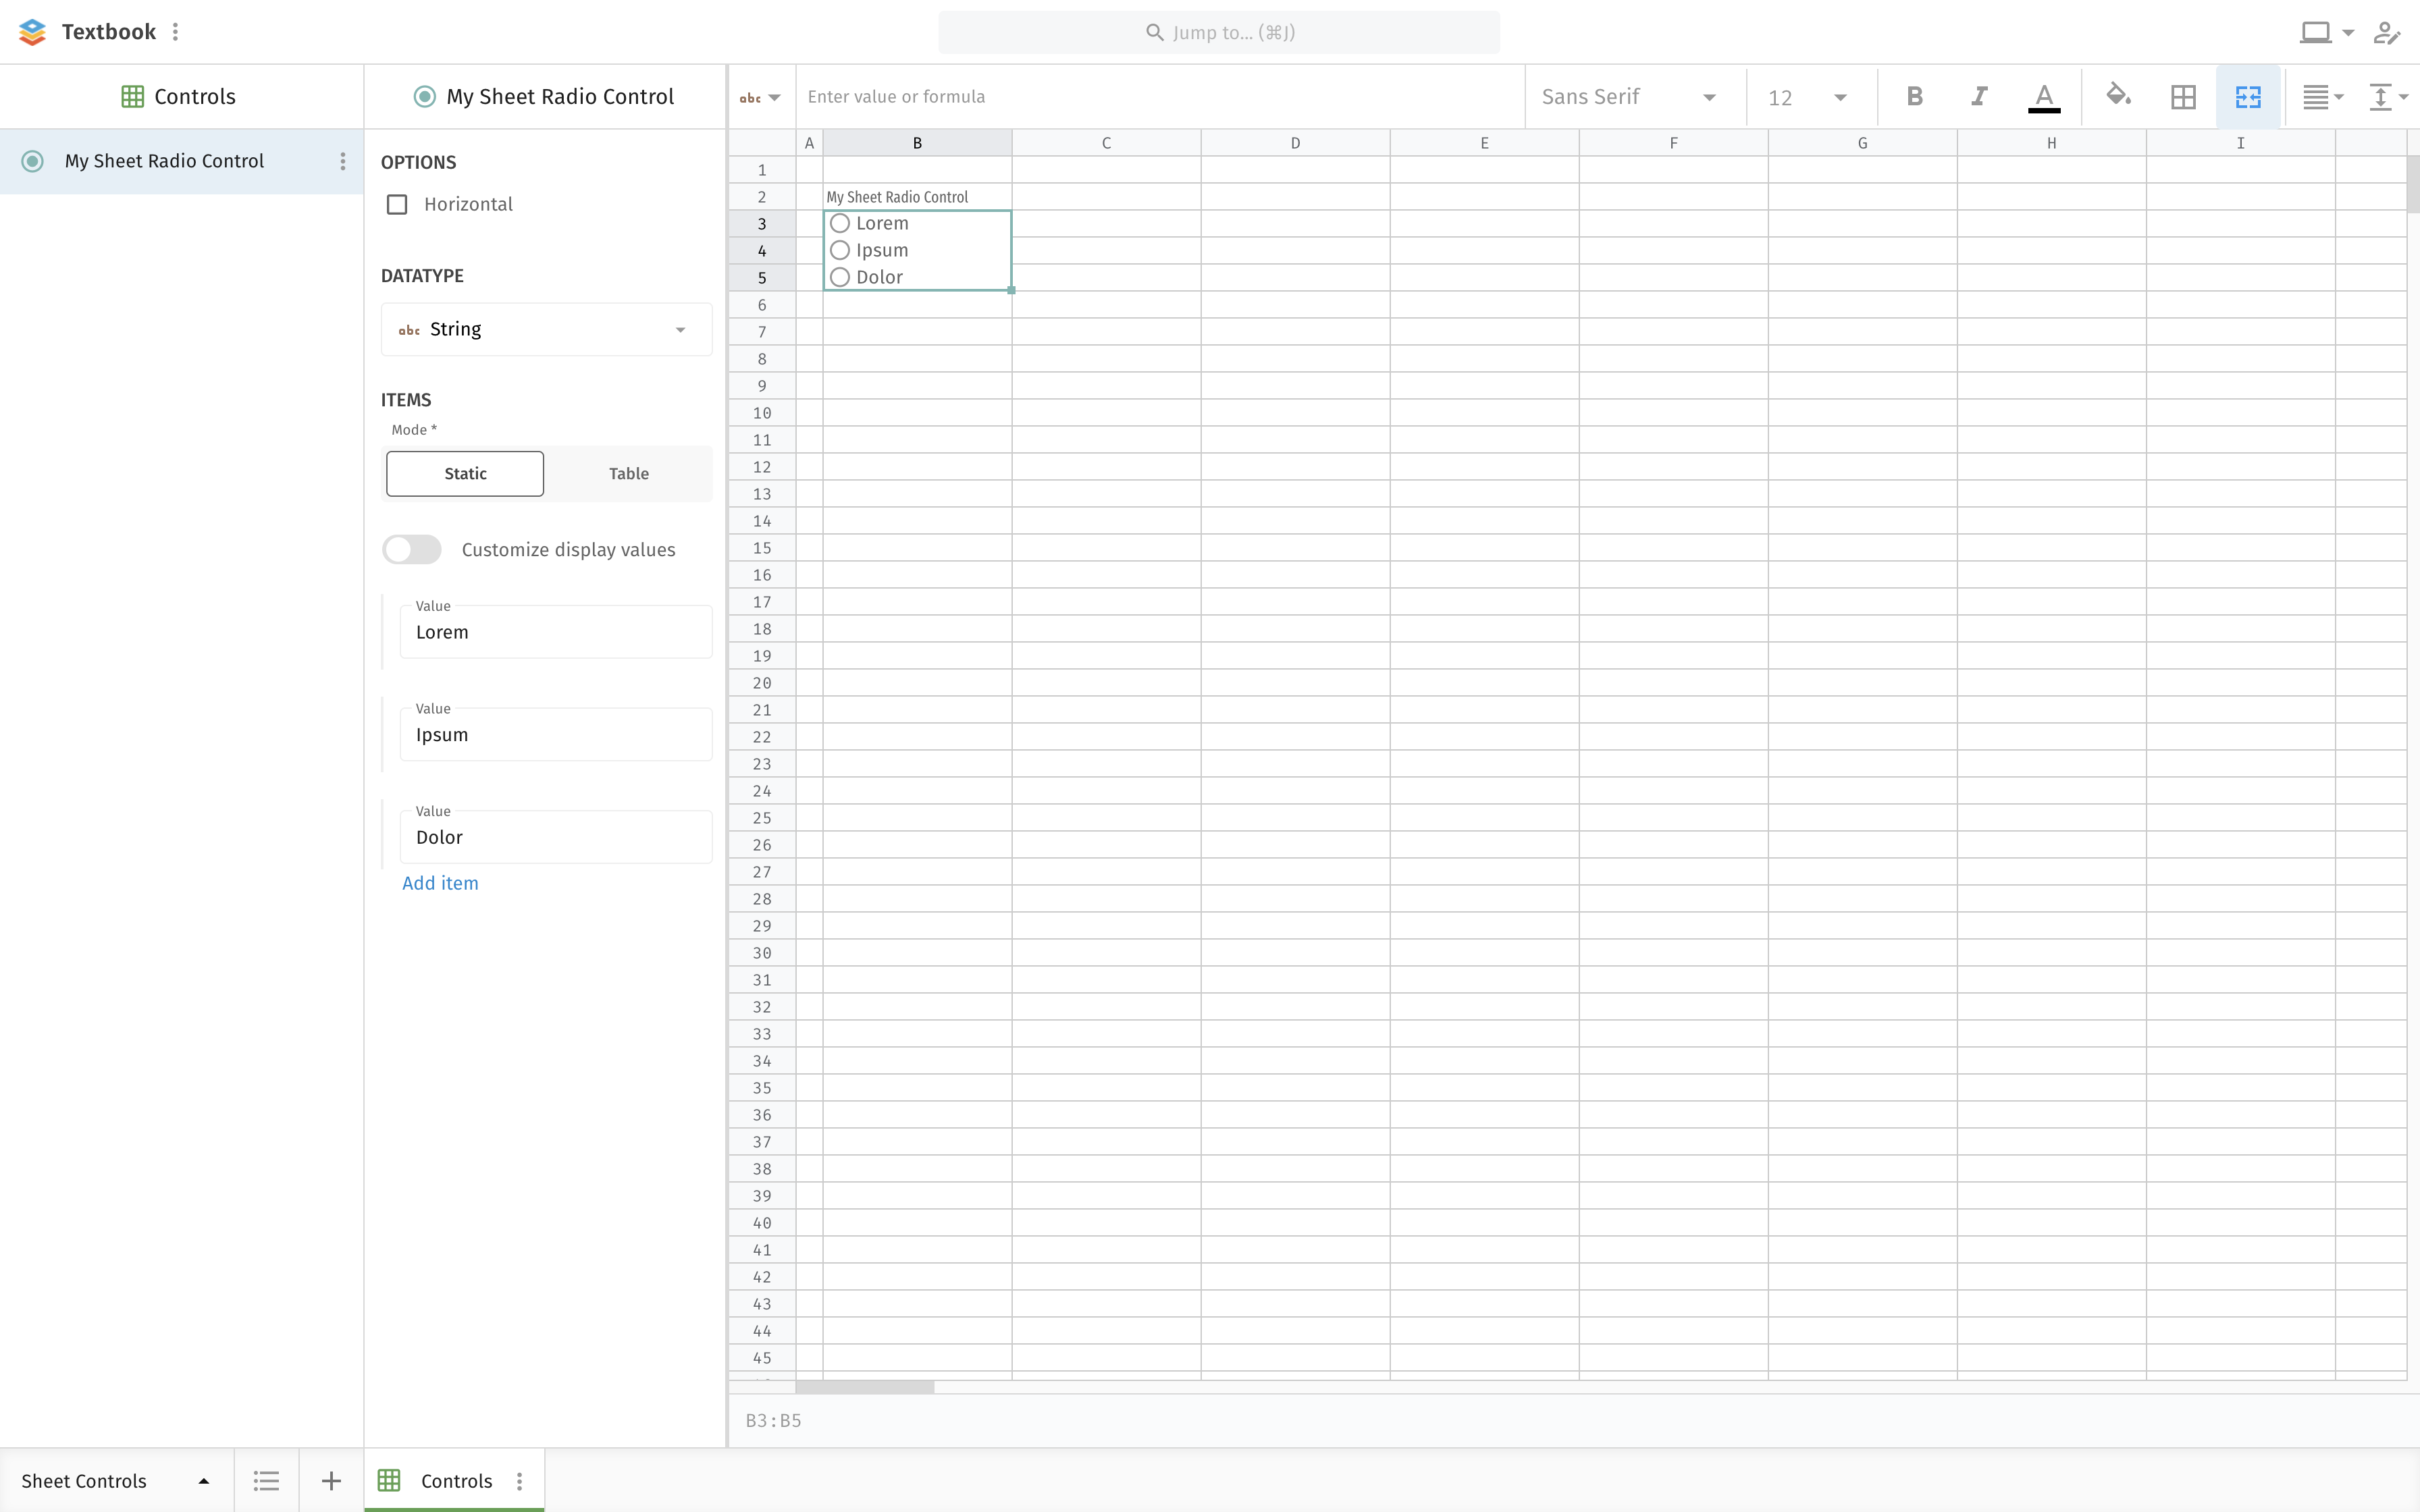 Textbook
Jump to... (⌘J)
Controls
My Sheet Radio Control
abc
Enter value or formula
Sans Serif
12
B
I
A
My Sheet Radio Control
OPTIONS
Horizontal
DATATYPE
abc String
ITEMS
Mode *
Static
Table
Customize display values
Value
Lorem
Value
Ipsum
Value
Dolor
Add item
A B C D E F G H I
1
2 My Sheet Radio Control
3 Lorem
4 Ipsum
5 Dolor
6
7
8
9
10
11
12
13
14
15
16
17
18
19
20
21
22
23
24
25
26
27
28
29
30
31
32
33
34
35
36
37
38
39
40
41
42
43
44
45
B3:B5
Sheet Controls
Controls